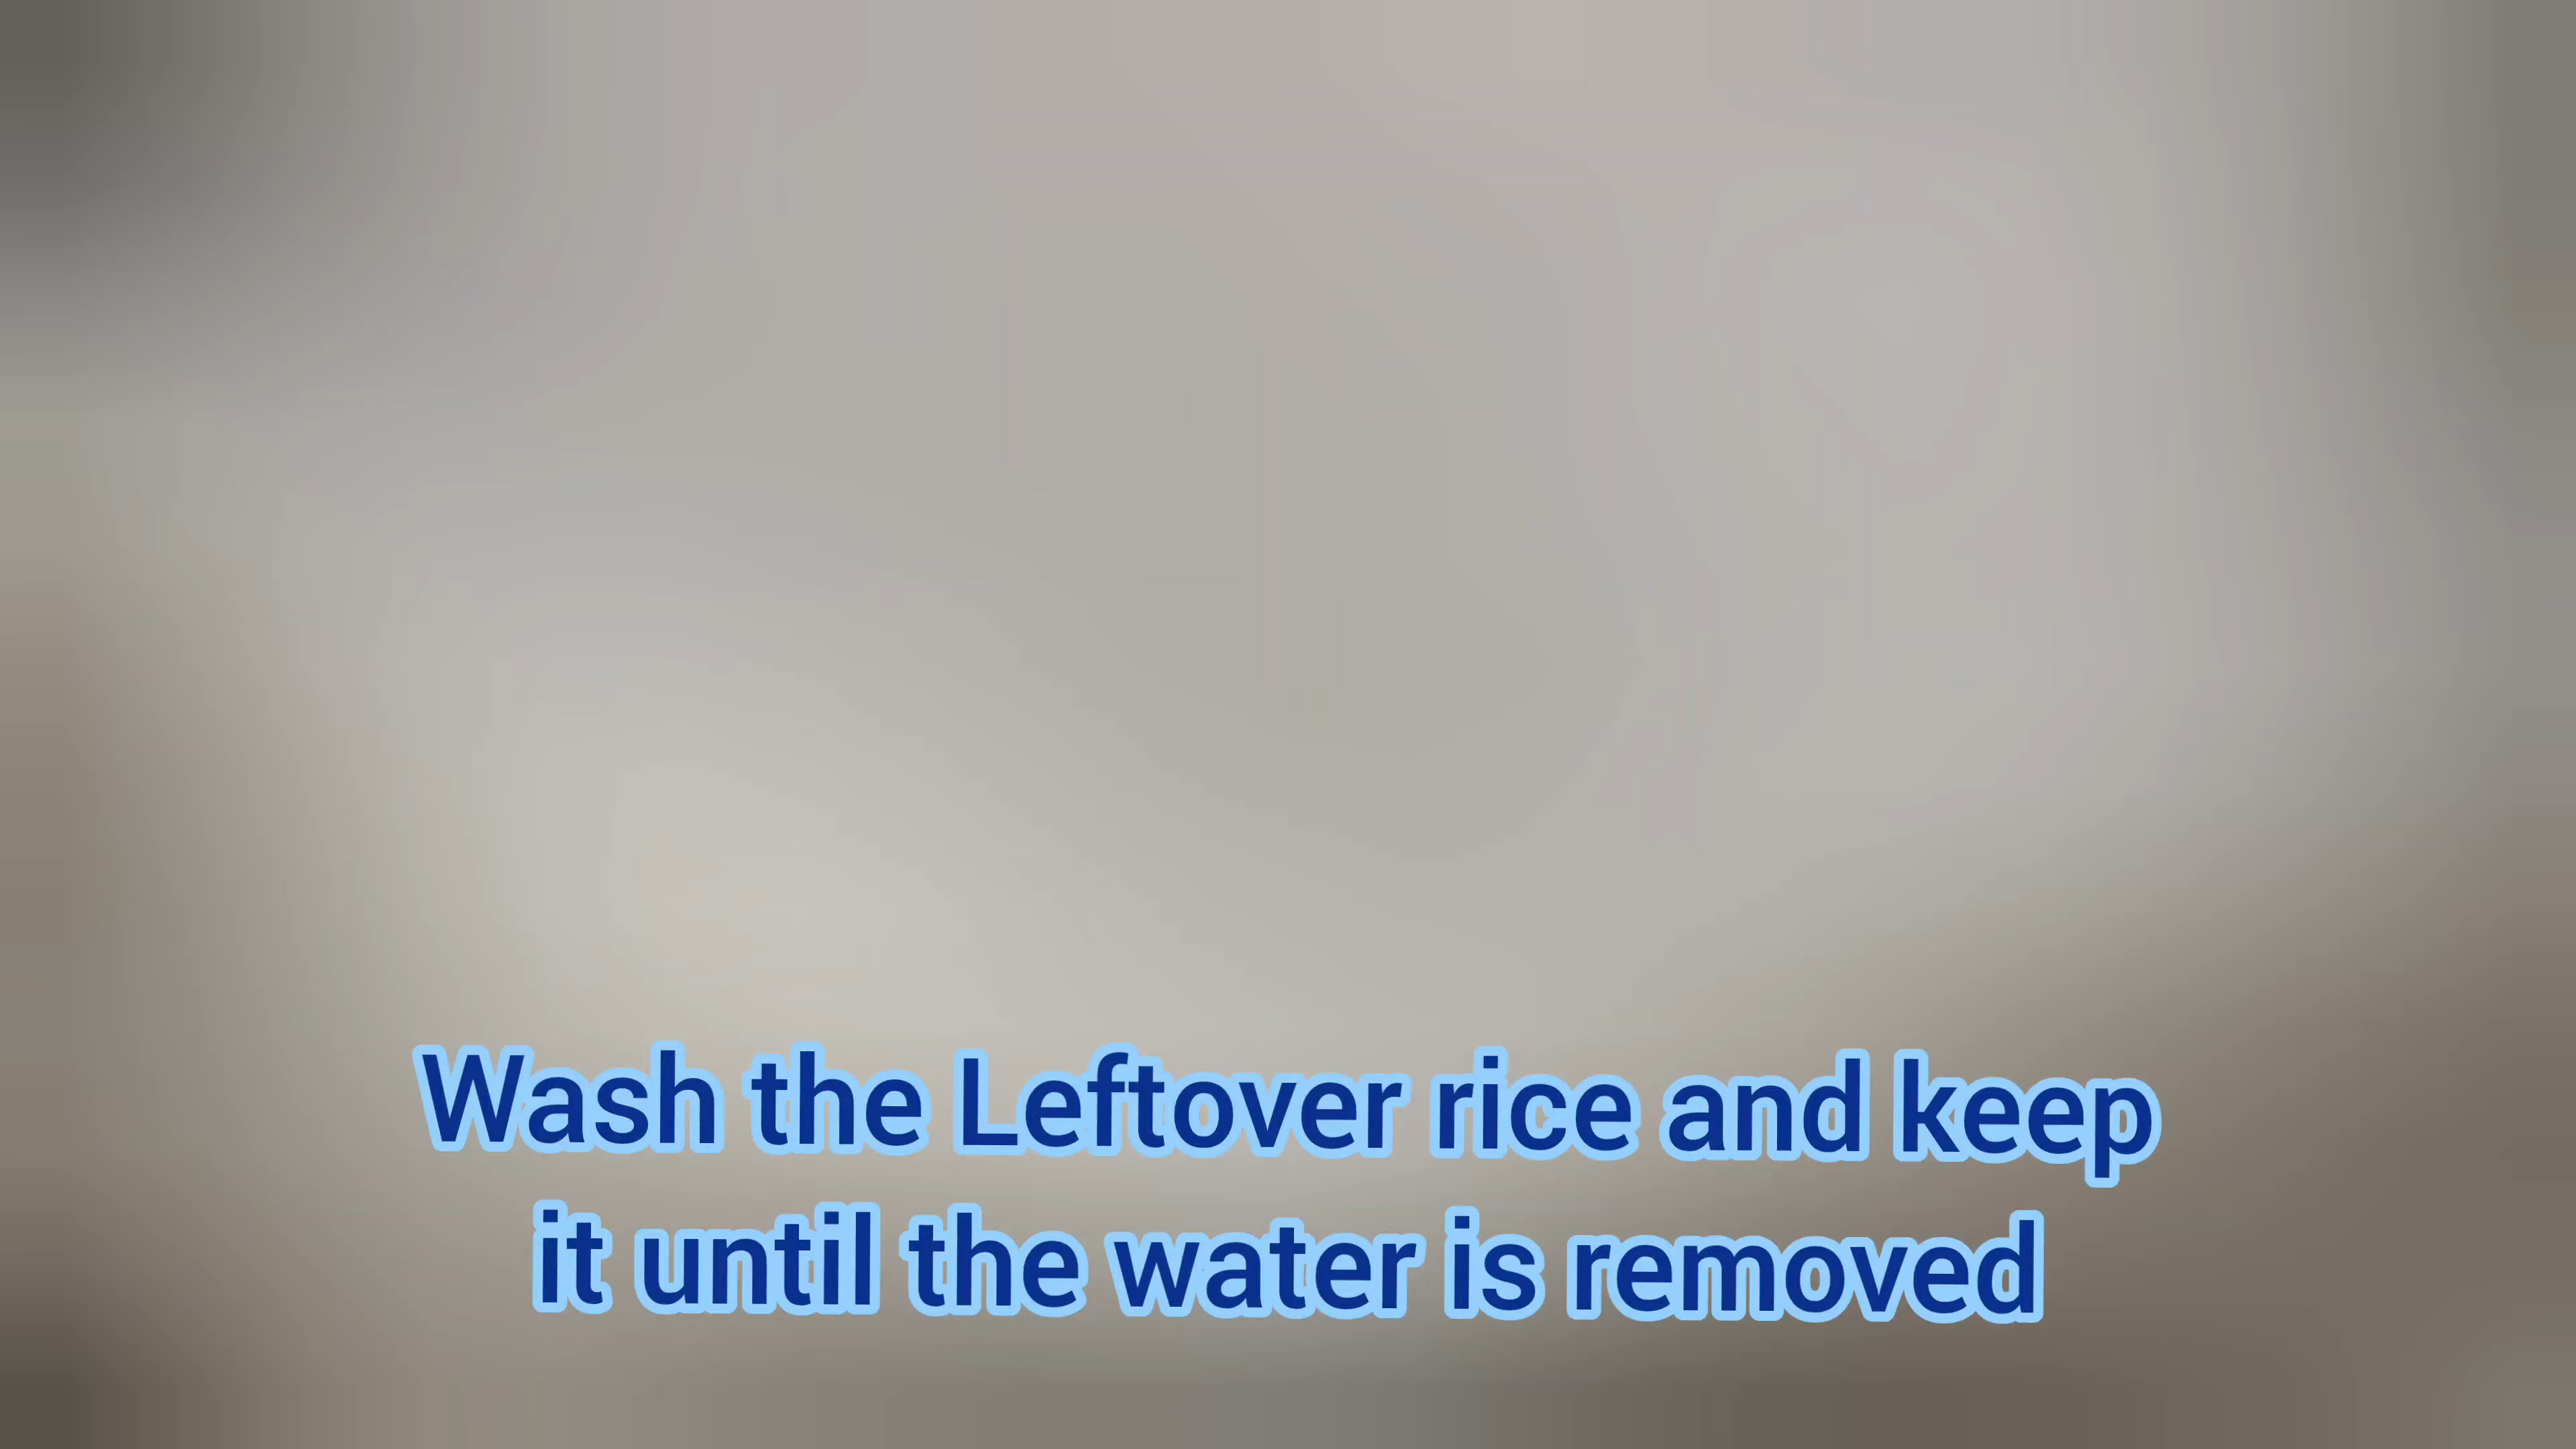 Wash the Leftover rice and keep
it until the water is removed